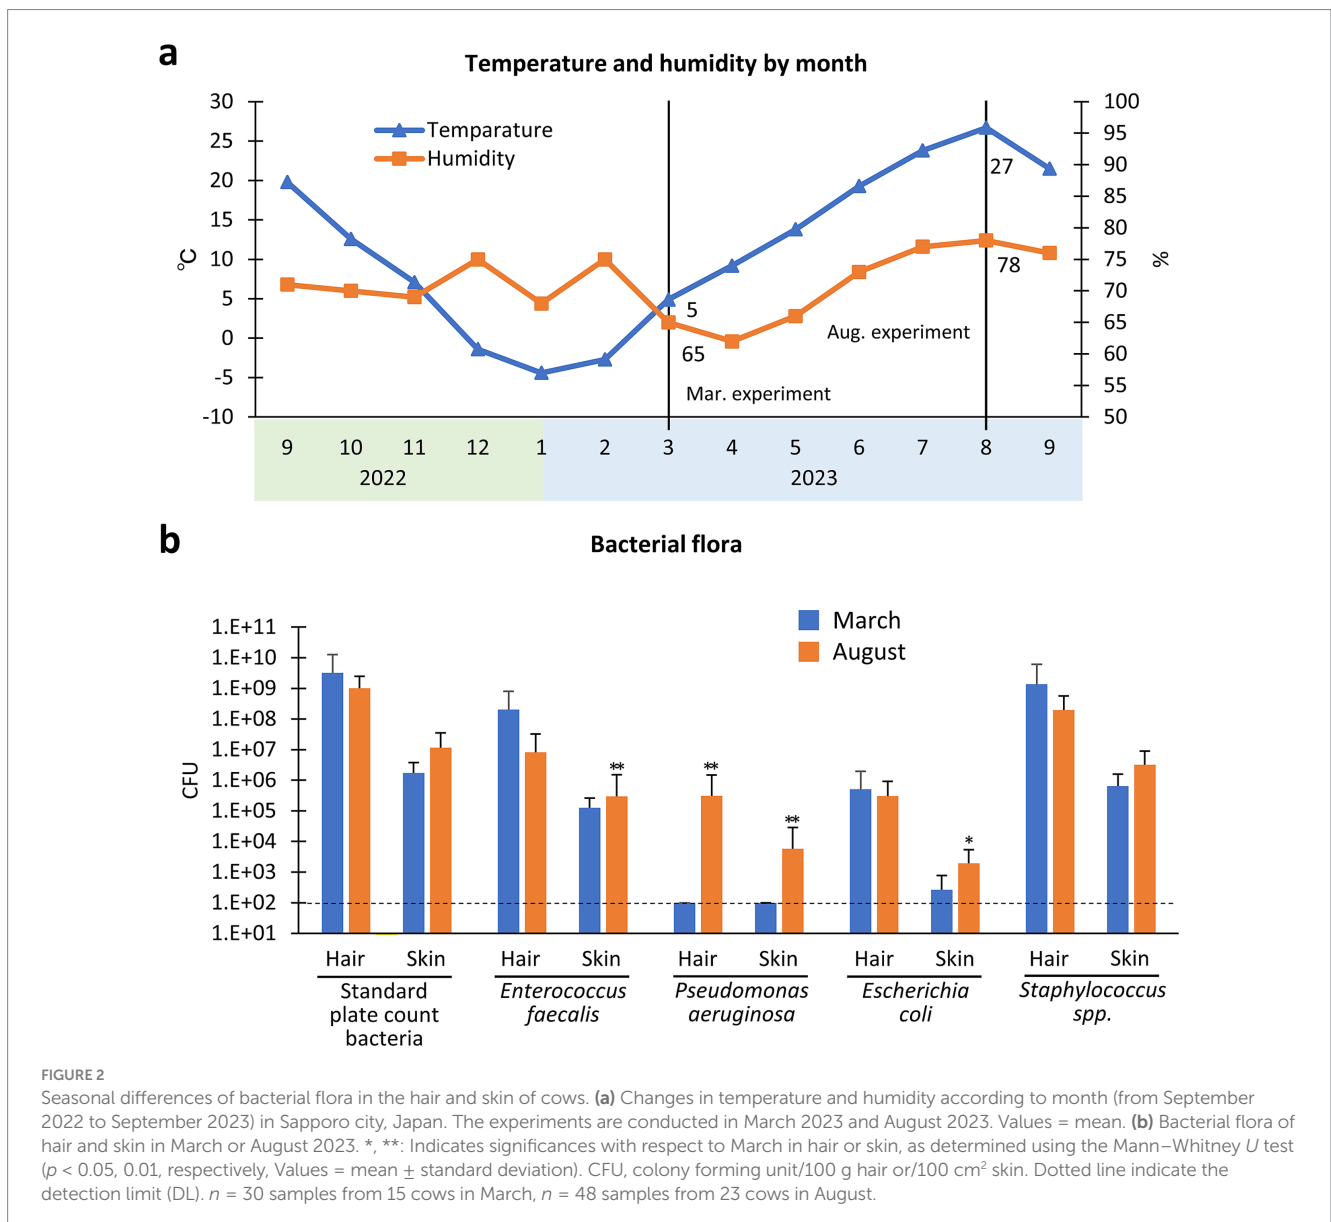 a
Temperature and humidity by month
30
25
20
15
10
5
0
-5
-10
°C
100
95
90
85
80
75
70
65
60
55
50
%
Temparature
Humidity
27
78
5
65
Aug. experiment
Mar. experiment
9 10 11 12 1 2 3 4 5 6 7 8 9
2022 2023
b
Bacterial flora
March
August
1.E+11
1.E+10
1.E+09
1.E+08
1.E+07
1.E+06
1.E+05
1.E+04
1.E+03
1.E+02
1.E+01
CFU
** ** ** *
Hair Skin Hair Skin Hair Skin Hair Skin Hair Skin
Standard plate count bacteria
Enterococcus faecalis
Pseudomonas aeruginosa
Escherichia coli
Staphylococcus spp.
FIGURE 2
Seasonal differences of bacterial flora in the hair and skin of cows. (a) Changes in temperature and humidity according to month (from September
2022 to September 2023) in Sapporo city, Japan. The experiments are conducted in March 2023 and August 2023. Values = mean. (b) Bacterial flora of
hair and skin in March or August 2023. *, **: Indicates significances with respect to March in hair or skin, as determined using the Mann–Whitney U test
(p < 0.05, 0.01, respectively, Values = mean ± standard deviation). CFU, colony forming unit/100 g hair or/100 cm² skin. Dotted line indicate the
detection limit (DL). n = 30 samples from 15 cows in March, n = 48 samples from 23 cows in August.